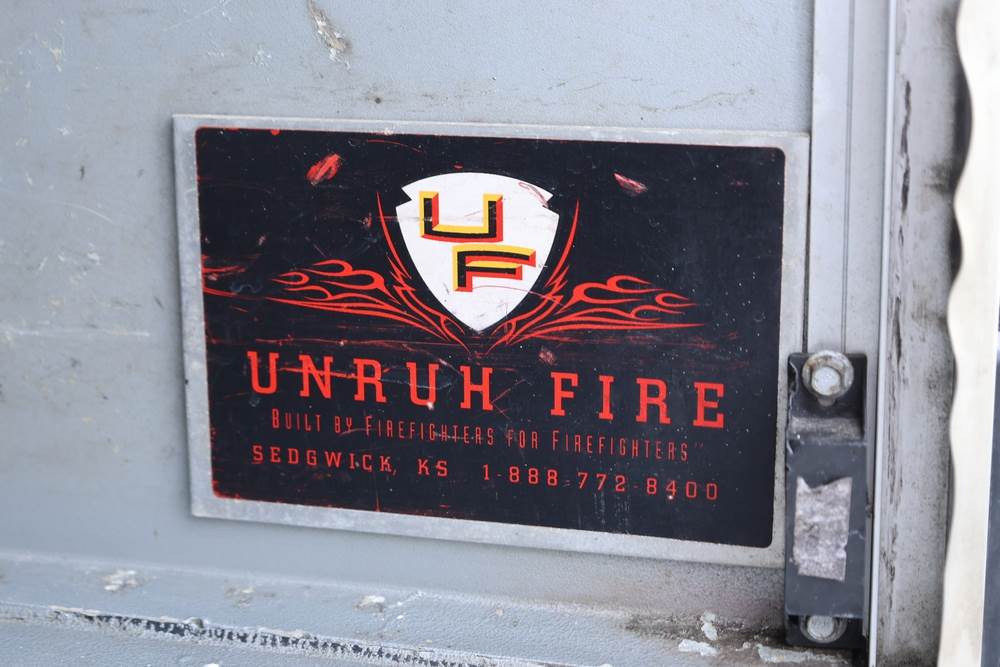 UF
UNRUH FIRE
BUILT BY FIREFIGHTERS FOR FIREFIGHTERS"
SEDGWICK, KS 1-888-772-8400